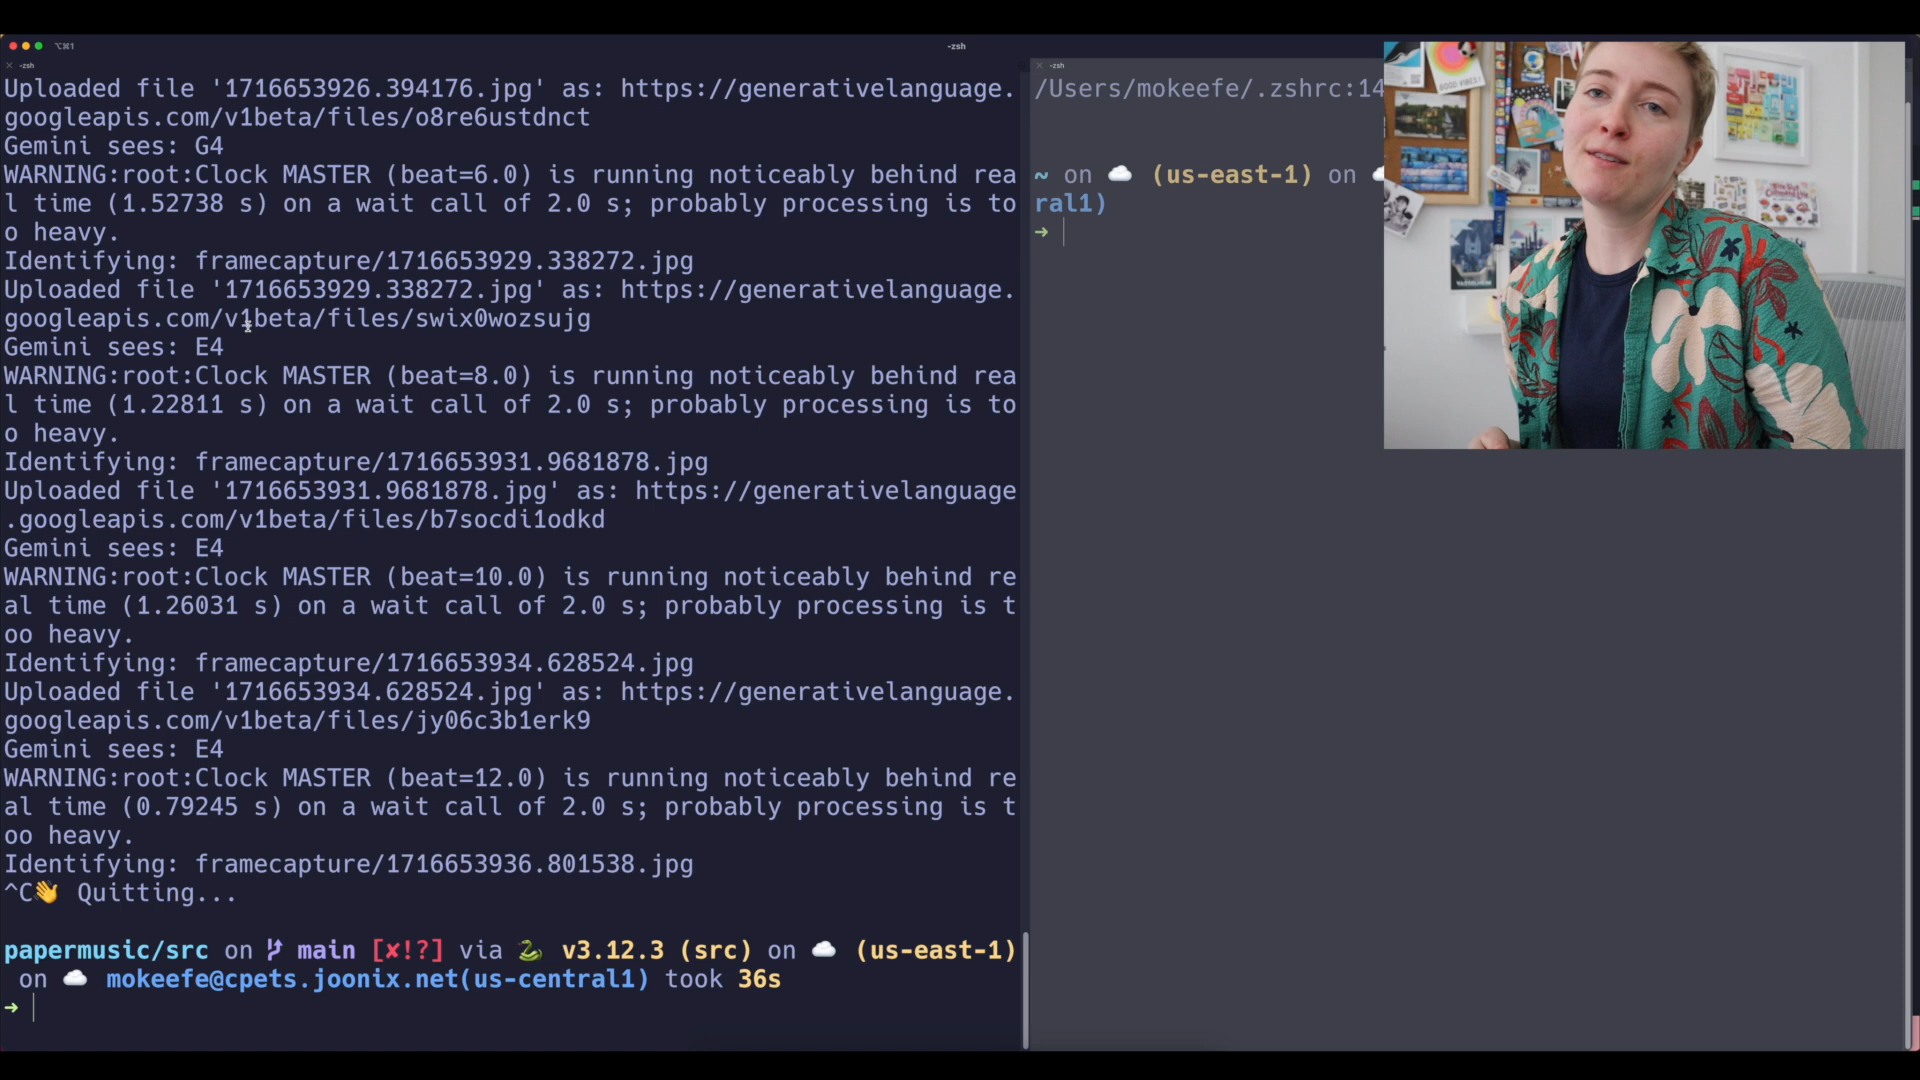 ⌥⌘1
-zsh
-zsh
Uploaded file '1716653926.394176.jpg' as: https://generativelanguage.
googleapis.com/v1beta/files/o8re6ustdnct
Gemini sees: G4
WARNING:root:Clock MASTER (beat=6.0) is running noticeably behind rea
l time (1.52738 s) on a wait call of 2.0 s; probably processing is to
o heavy.
Identifying: framecapture/1716653929.338272.jpg
Uploaded file '1716653929.338272.jpg' as: https://generativelanguage.
googleapis.com/v1beta/files/swix0wozsujg
Gemini sees: E4
WARNING:root:Clock MASTER (beat=8.0) is running noticeably behind rea
l time (1.22811 s) on a wait call of 2.0 s; probably processing is to
o heavy.
Identifying: framecapture/1716653931.9681878.jpg
Uploaded file '1716653931.9681878.jpg' as: https://generativelanguage
.googleapis.com/v1beta/files/b7socdi1odkd
Gemini sees: E4
WARNING:root:Clock MASTER (beat=10.0) is running noticeably behind re
al time (1.26031 s) on a wait call of 2.0 s; probably processing is t
oo heavy.
Identifying: framecapture/1716653934.628524.jpg
Uploaded file '1716653934.628524.jpg' as: https://generativelanguage.
googleapis.com/v1beta/files/jy06c3b1erk9
Gemini sees: E4
WARNING:root:Clock MASTER (beat=12.0) is running noticeably behind re
al time (0.79245 s) on a wait call of 2.0 s; probably processing is t
oo heavy.
Identifying: framecapture/1716653936.801538.jpg
^C👋 Quitting...
papermusic/src on main [✘!?] via 🐍 v3.12.3 (src) on ☁️ (us-east-1)
on ☁️ mokeefe@cpets.joonix.net(us-central1) took 36s
➜
-zsh
/Users/mokeefe/.zshrc:14
~ on ☁️ (us-east-1) on ☁️
ral1)
➜
GOOD VIBES!